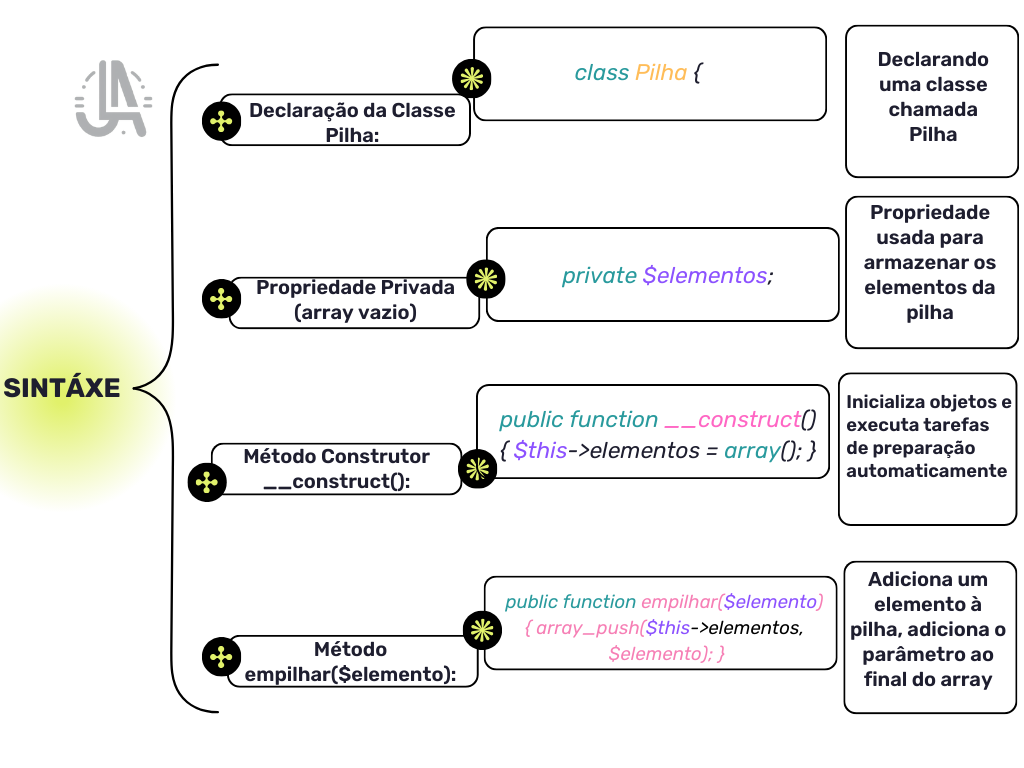 SINTÁXE
Declaração da Classe
Pilha:
class Pilha {
Declarando
uma classe
chamada
Pilha
Propriedade Privada
(array vazio)
private $elementos;
Propriedade
usada para
armazenar os
elementos da
pilha
Método Construtor
__construct():
public function __construct()
{ $this->elementos = array(); }
Inicializa objetos e
executa tarefas
de preparação
automaticamente
Método
empilhar($elemento):
public function empilhar($elemento)
{ array_push($this->elementos,
$elemento); }
Adiciona um
elemento à
pilha, adiciona o
parâmetro ao
final do array